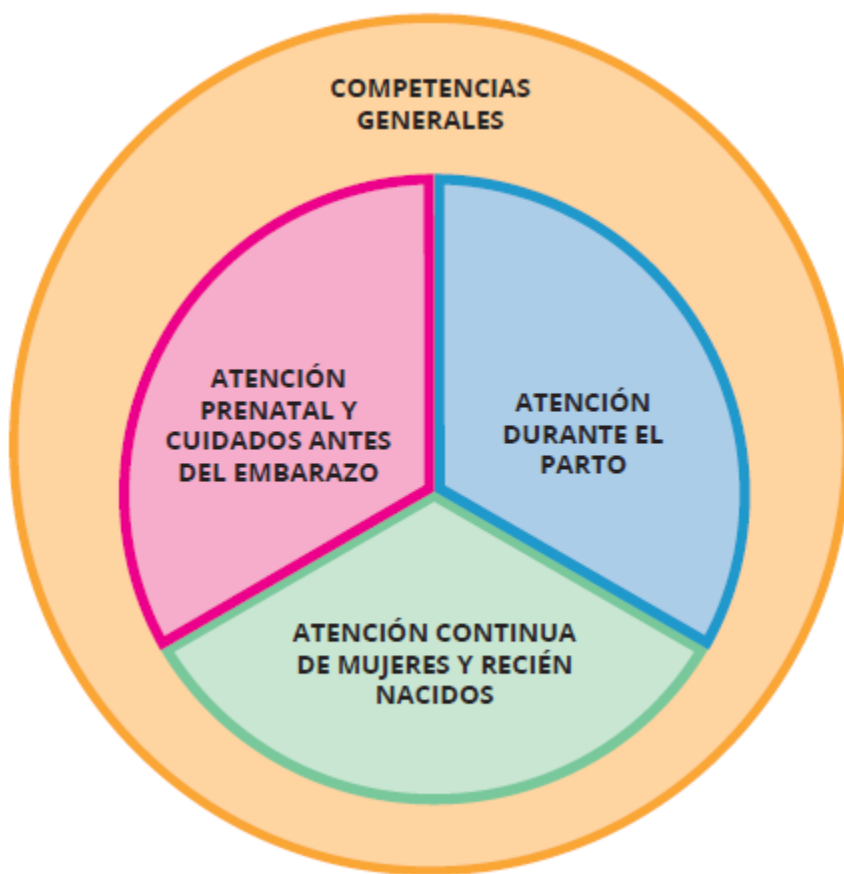 COMPETENCIAS
GENERALES
ATENCIÓN
PRENATAL Y
CUIDADOS ANTES
DEL EMBARAZO
ATENCIÓN
DURANTE EL
PARTO
ATENCIÓN CONTINUA
DE MUJERES Y RECIÉN
NACIDOS